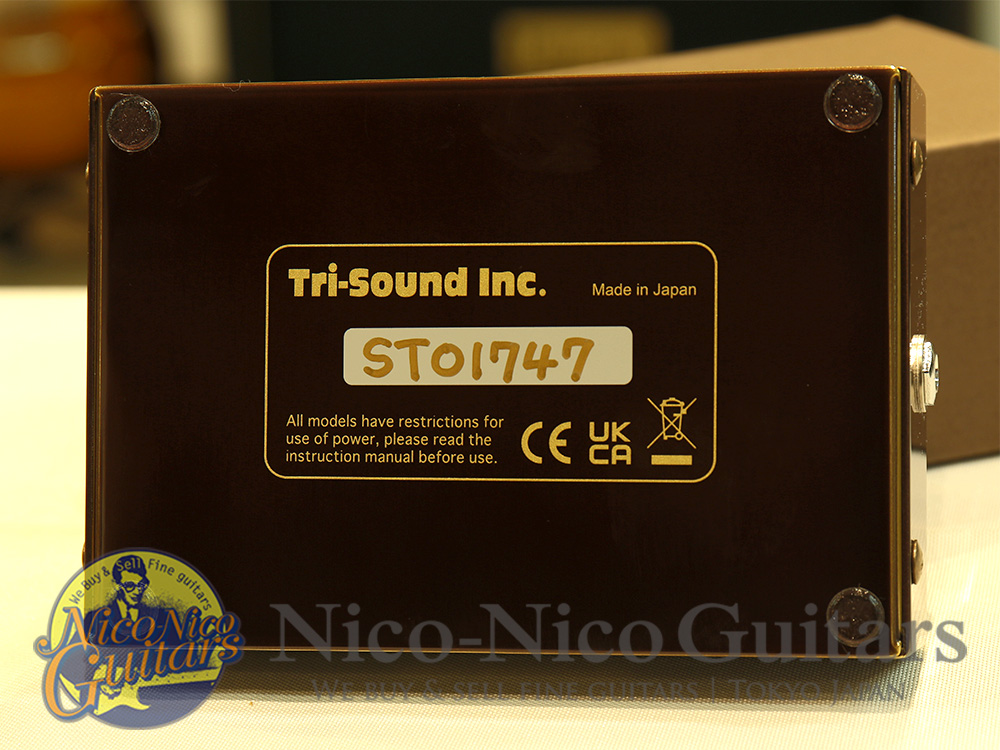 Tri-Sound Inc.
Made in Japan
STO1747
All models have restrictions for
use of power, please read the
instruction manual before use.
CE
UK
CA
We Buy & Sell Fine guitars
Nico-Nico
Guitars
Nico-Nico Guitars
We buy & sell fine guitars | Tokyo Japan